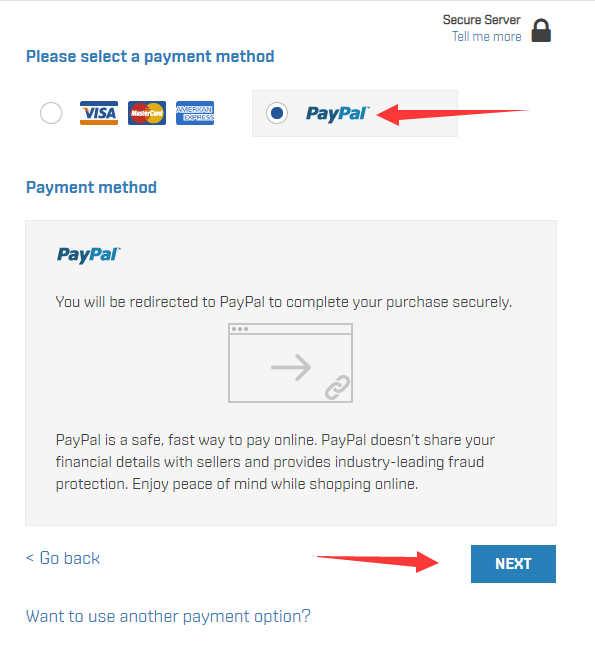 Secure Server
Tell me more
Please select a payment method
VISA MasterCard AMERICAN EXPRESS PayPal™
Payment method
PayPal™
You will be redirected to PayPal to complete your purchase securely.
PayPal is a safe, fast way to pay online. PayPal doesn't share your
financial details with sellers and provides industry-leading fraud
protection. Enjoy peace of mind while shopping online.
< Go back
NEXT
Want to use another payment option?